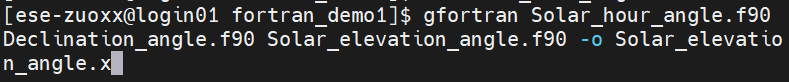 [ese-zuoxx@login01 fortran_demo1]$ gfortran Solar_hour_angle.f90
Declination_angle.f90 Solar_elevation_angle.f90 -o Solar_elevatio
n_angle.x